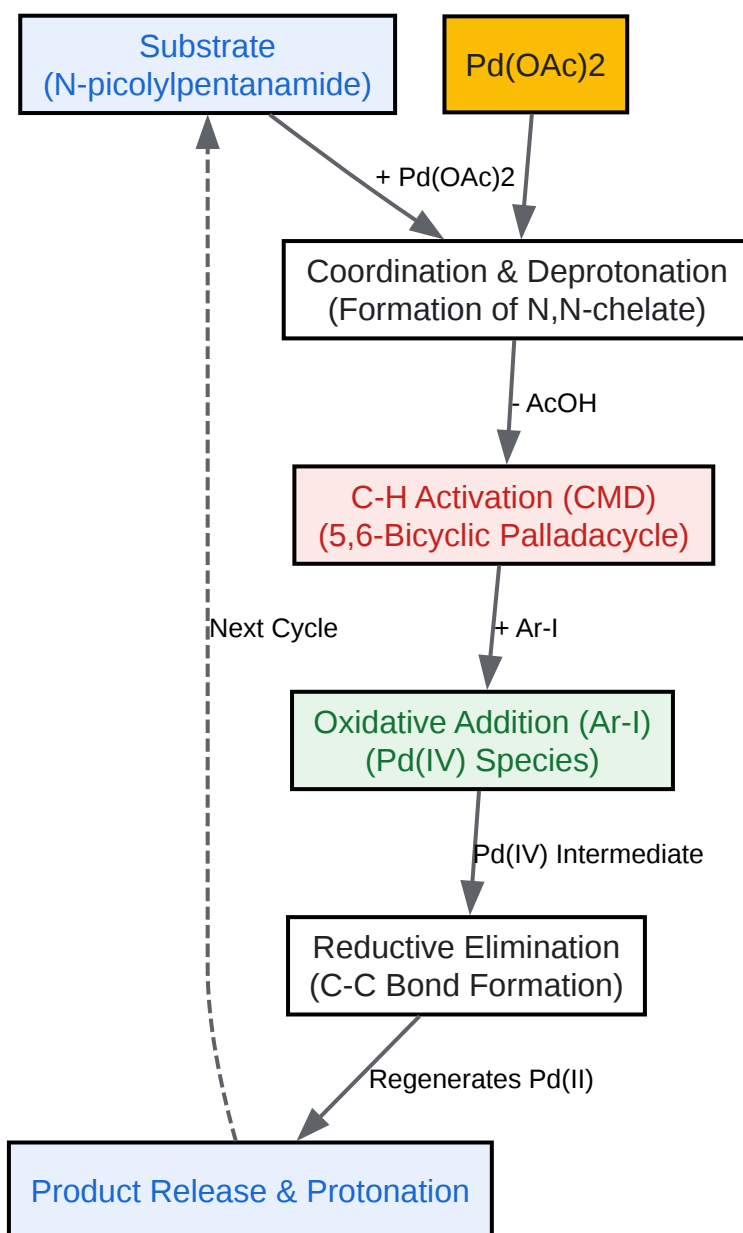 Substrate
(N-picolylpentanamide)
Pd(OAc)2
+ Pd(OAc)2
Coordination & Deprotonation
(Formation of N,N-chelate)
- AcOH
C-H Activation (CMD)
(5,6-Bicyclic Palladacycle)
Next Cycle
+ Ar-I
Oxidative Addition (Ar-I)
(Pd(IV) Species)
Pd(IV) Intermediate
Reductive Elimination
(C-C Bond Formation)
Regenerates Pd(II)
Product Release & Protonation